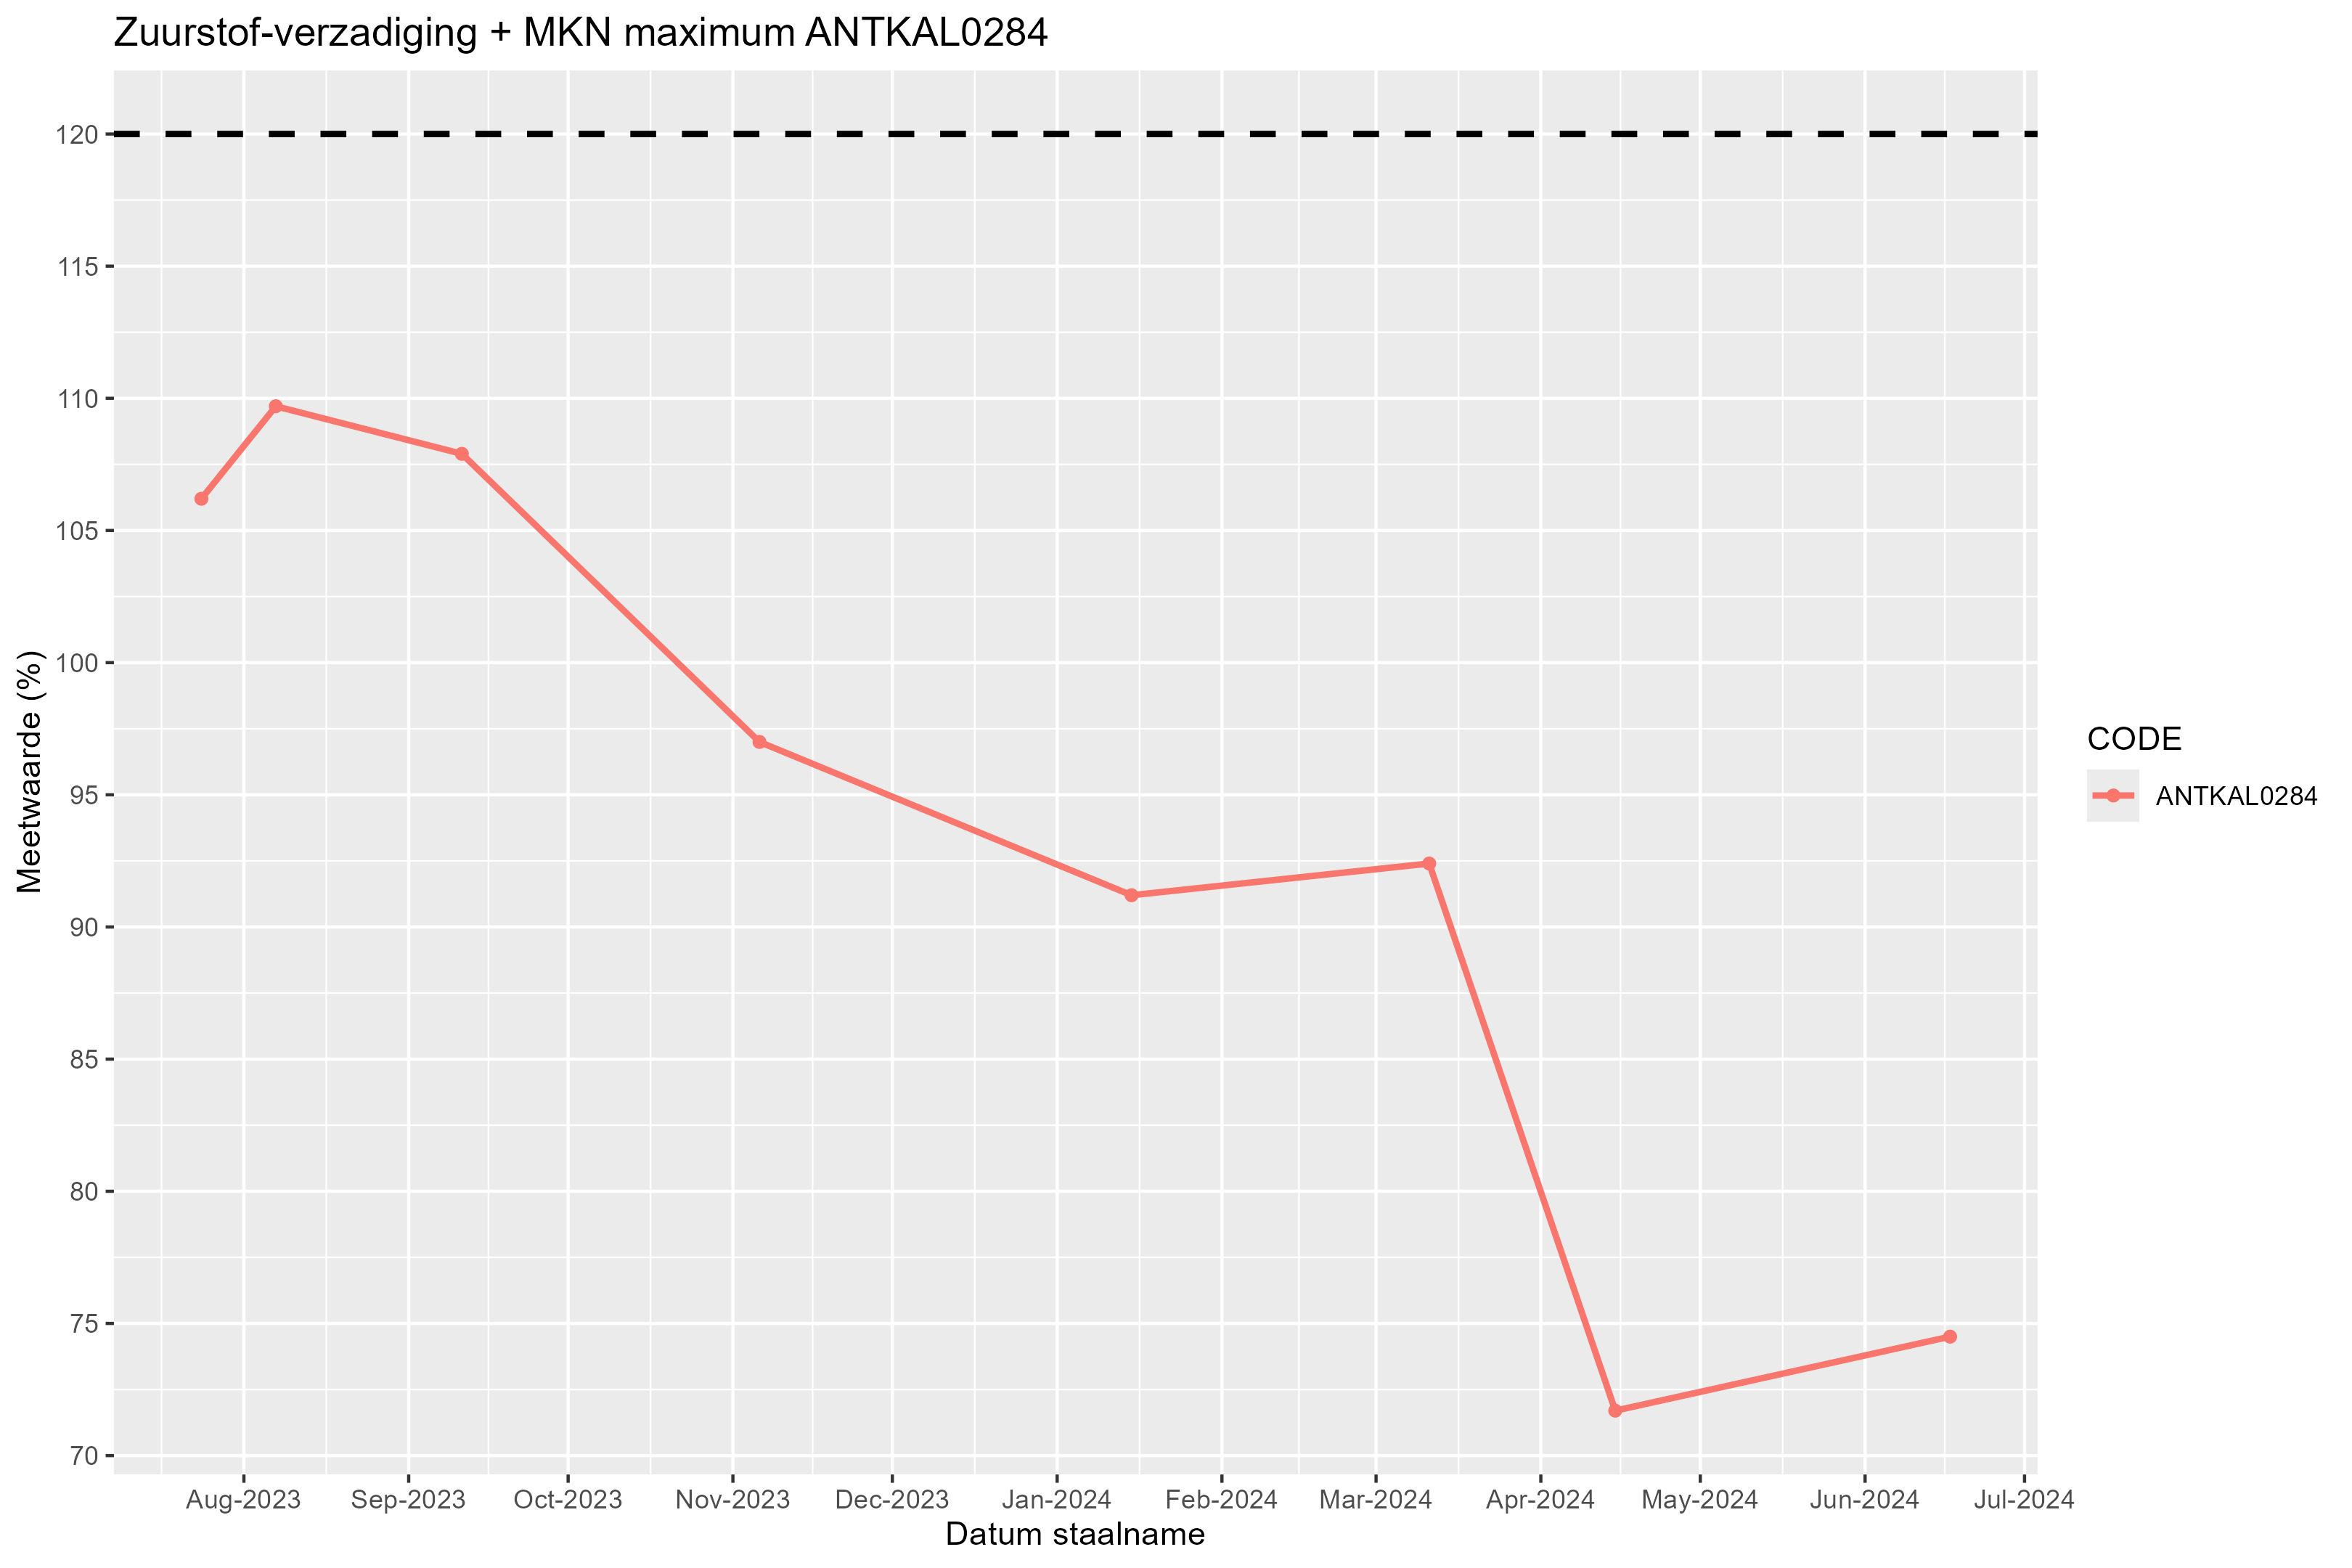 Zuurstof-verzadiging + MKN maximum ANTKAL0284
Meetwaarde (%)
120
115
110
105
100
95
90
85
80
75
70
Aug-2023 Sep-2023 Oct-2023 Nov-2023 Dec-2023 Jan-2024 Feb-2024 Mar-2024 Apr-2024 May-2024 Jun-2024 Jul-2024
Datum staalname
CODE
ANTKAL0284